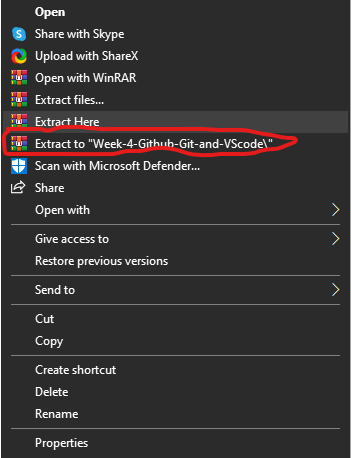 Open
Share with Skype
Upload with ShareX
Open with WinRAR
Extract files...
Extract Here
Extract to "Week-4-Github-Git-and-VScode\"
Scan with Microsoft Defender...
Share
Open with
Give access to
Restore previous versions
Send to
Cut
Copy
Create shortcut
Delete
Rename
Properties